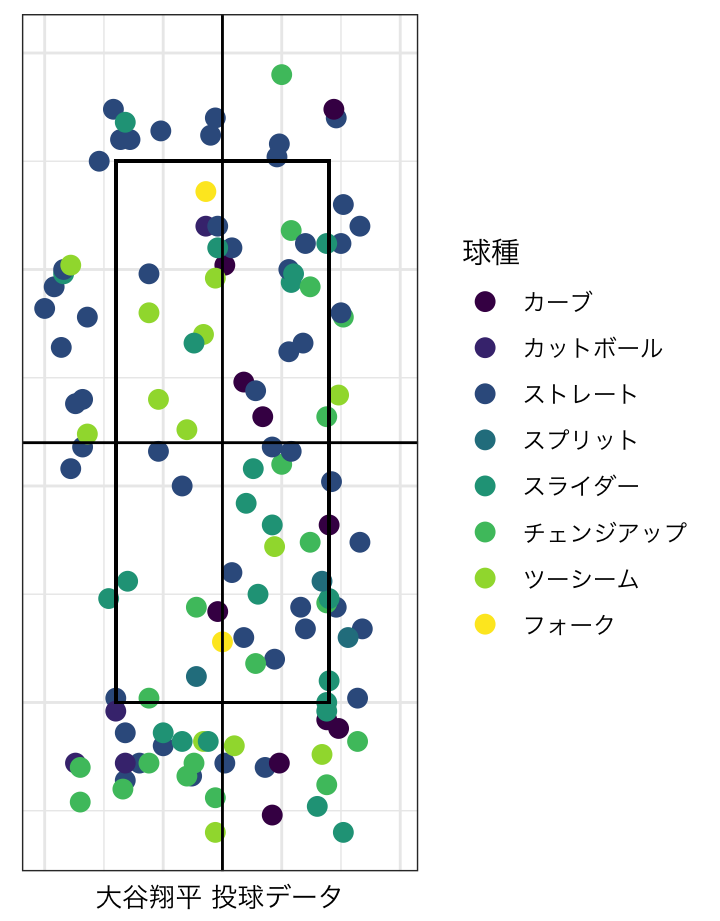 球種
カーブ
カットボール
ストレート
スプリット
スライダー
チェンジアップ
ツーシーム
フォーク
大谷翔平 投球データ